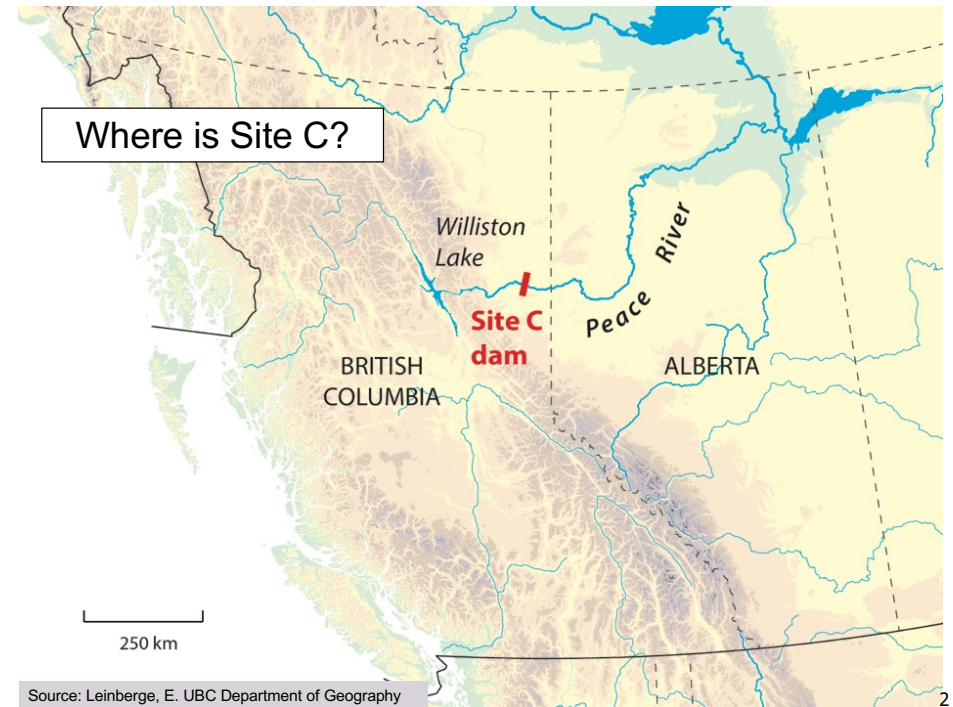 Where is Site C?
Williston
Lake
Peace River
Site C
dam
BRITISH
COLUMBIA
ALBERTA
250 km
Source: Leinberge, E. UBC Department of Geography
2